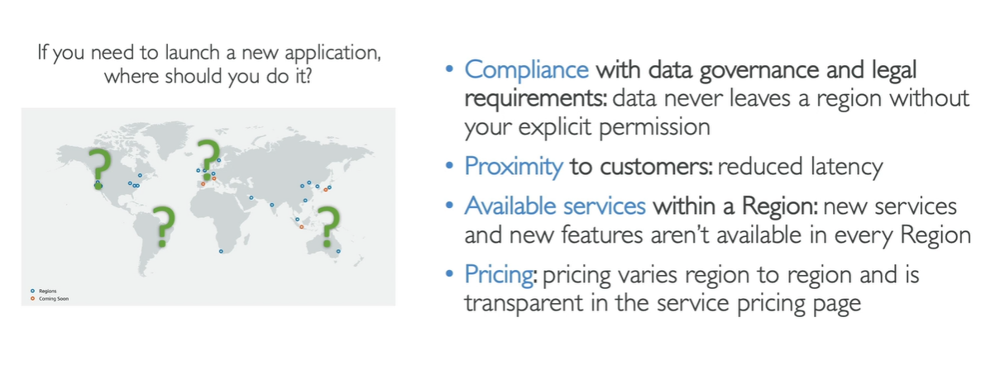 If you need to launch a new application,
where should you do it?
?
?
?
?
Regions
Coming Soon
• Compliance with data governance and legal
requirements: data never leaves a region without
your explicit permission
• Proximity to customers: reduced latency
• Available services within a Region: new services
and new features aren’t available in every Region
• Pricing: pricing varies region to region and is
transparent in the service pricing page